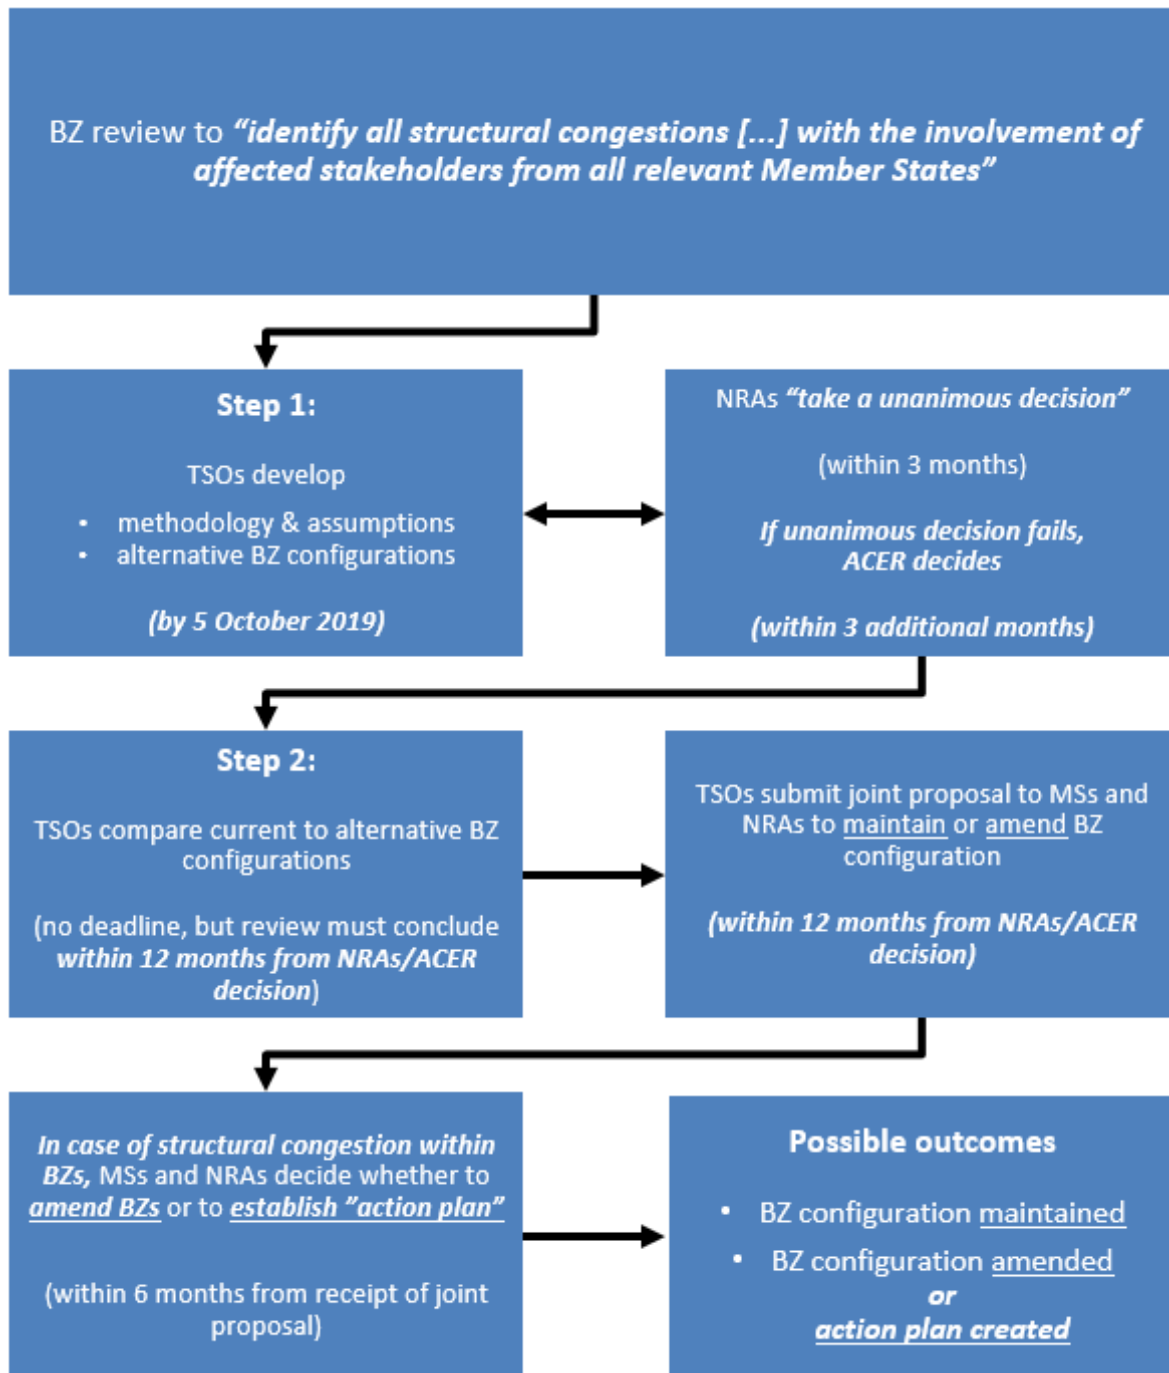 BZ review to “identify all structural congestions [...] with the involvement of
affected stakeholders from all relevant Member States”
Step 1:
TSOs develop
• methodology & assumptions
• alternative BZ configurations
(by 5 October 2019)
NRAs “take a unanimous decision”
(within 3 months)
If unanimous decision fails,
ACER decides
(within 3 additional months)
Step 2:
TSOs compare current to alternative BZ
configurations
(no deadline, but review must conclude
within 12 months from NRAs/ACER
decision)
TSOs submit joint proposal to MSs and
NRAs to maintain or amend BZ
configuration
(within 12 months from NRAs/ACER
decision)
In case of structural congestion within
BZs, MSs and NRAs decide whether to
amend BZs or to establish ”action plan”
(within 6 months from receipt of joint
proposal)
Possible outcomes
• BZ configuration maintained
• BZ configuration amended
or
action plan created